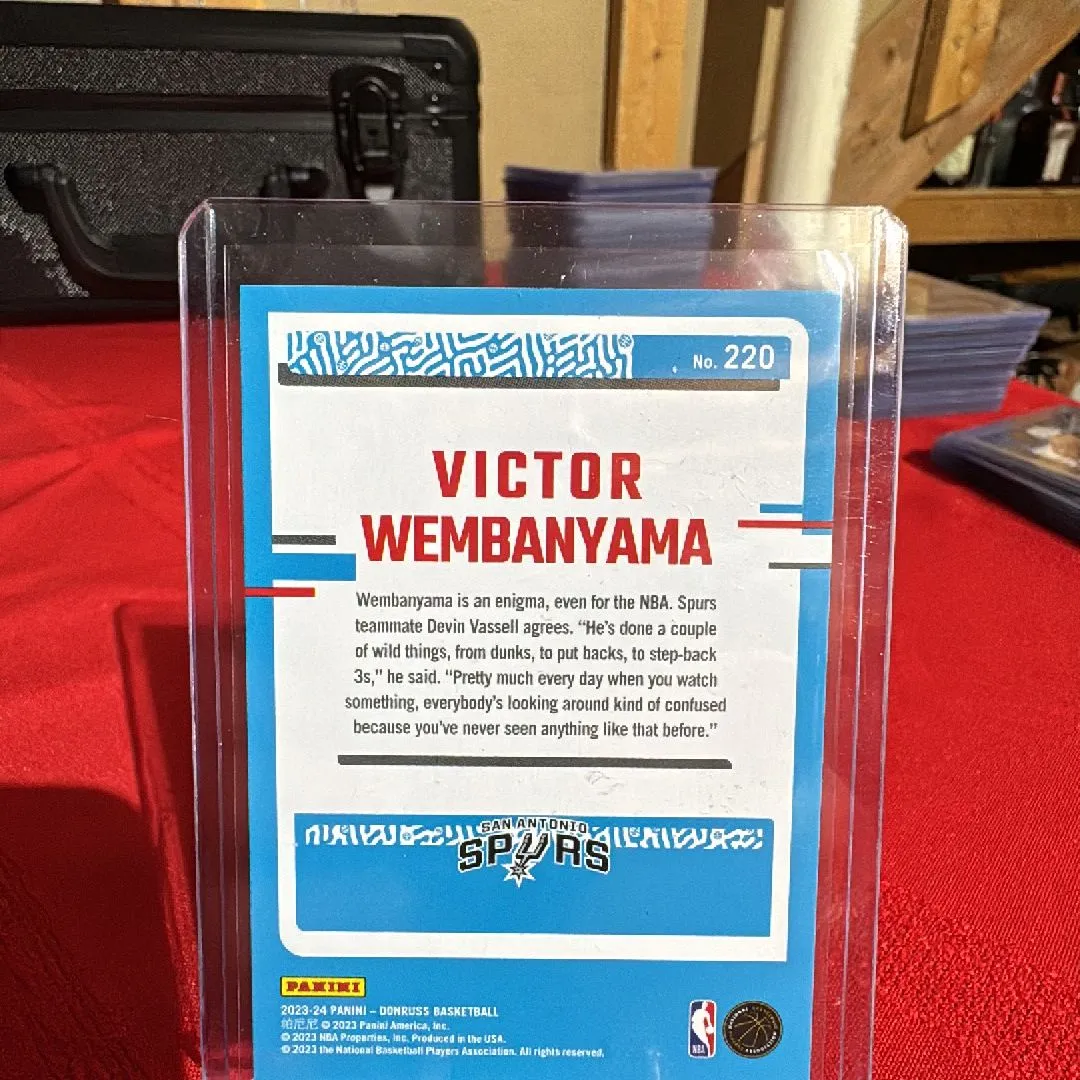 No. 220
VICTOR
WEMBANYAMA
Wembanyama is an enigma, even for the NBA. Spurs
teammate Devin Vassell agrees. “He’s done a couple
of wild things, from dunks, to put backs, to step-back
3s,” he said. “Pretty much every day when you watch
something, everybody’s looking around kind of confused
because you’ve never seen anything like that before.”
SAN ANTONIO
SPURS
PANINI
2023-24 PANINI – DONRUSS BASKETBALL
帕尼尼 © 2023 Panini America, Inc.
© 2023 NBA Properties, Inc. Produced in the USA.
© 2023 the National Basketball Players Association. All rights reserved.
NBA